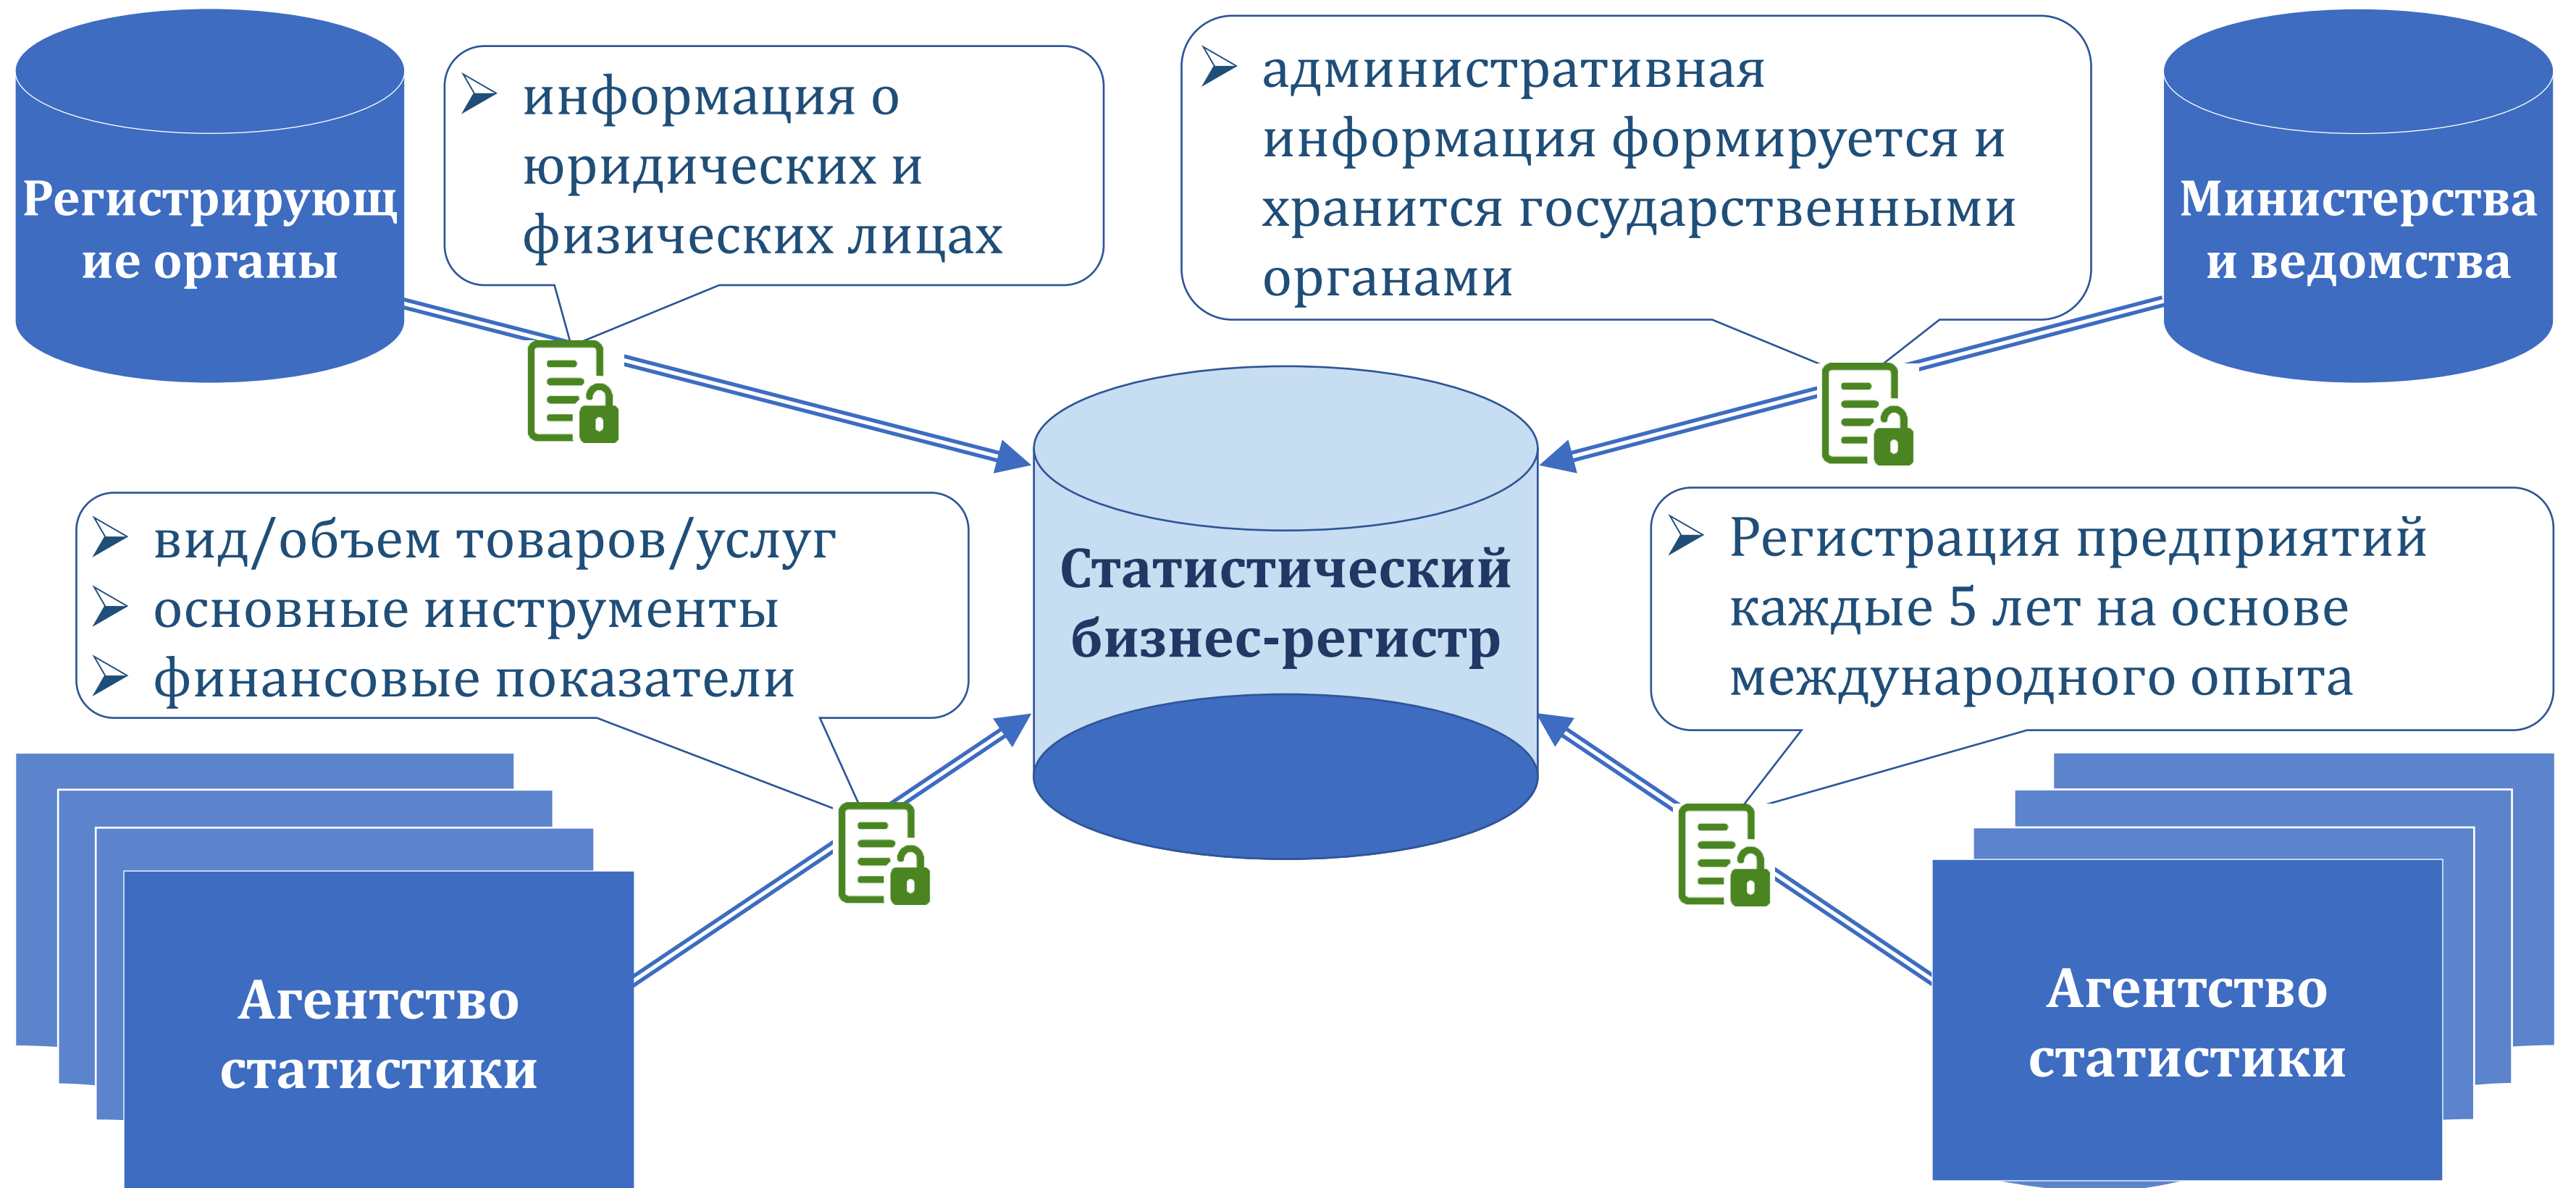 Регистрирующ
ие органы
информация о
юридических и
физических лицах
административная
информация формируется и
хранится государственными
органами
Министерства
и ведомства
вид/объем товаров/услуг
основные инструменты
финансовые показатели
Статистический
бизнес-регистр
Регистрация предприятий
каждые 5 лет на основе
международного опыта
Агентство
статистики
Агентство
статистики